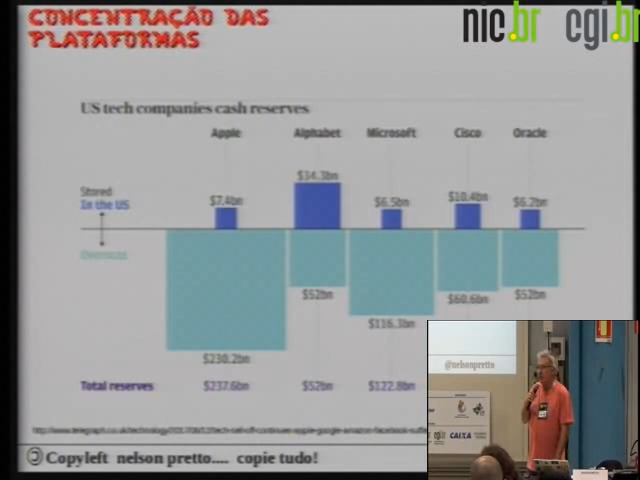 CONCENTRAÇÃO DAS
PLATAFORMAS
nic.br cgi.br
US tech companies cash reserves
Apple Alphabet Microsoft Cisco Oracle
Stored
In the US
Overseas
$7.4bn $34.3bn $6.5bn $10.4bn $6.2bn
$230.2bn $52bn $116.3bn $60.6bn $52bn
Total reserves $237.6bn $52bn $122.8bn
@nelsonpretto
CAIXA
Copyleft nelson pretto.... copie tudo!